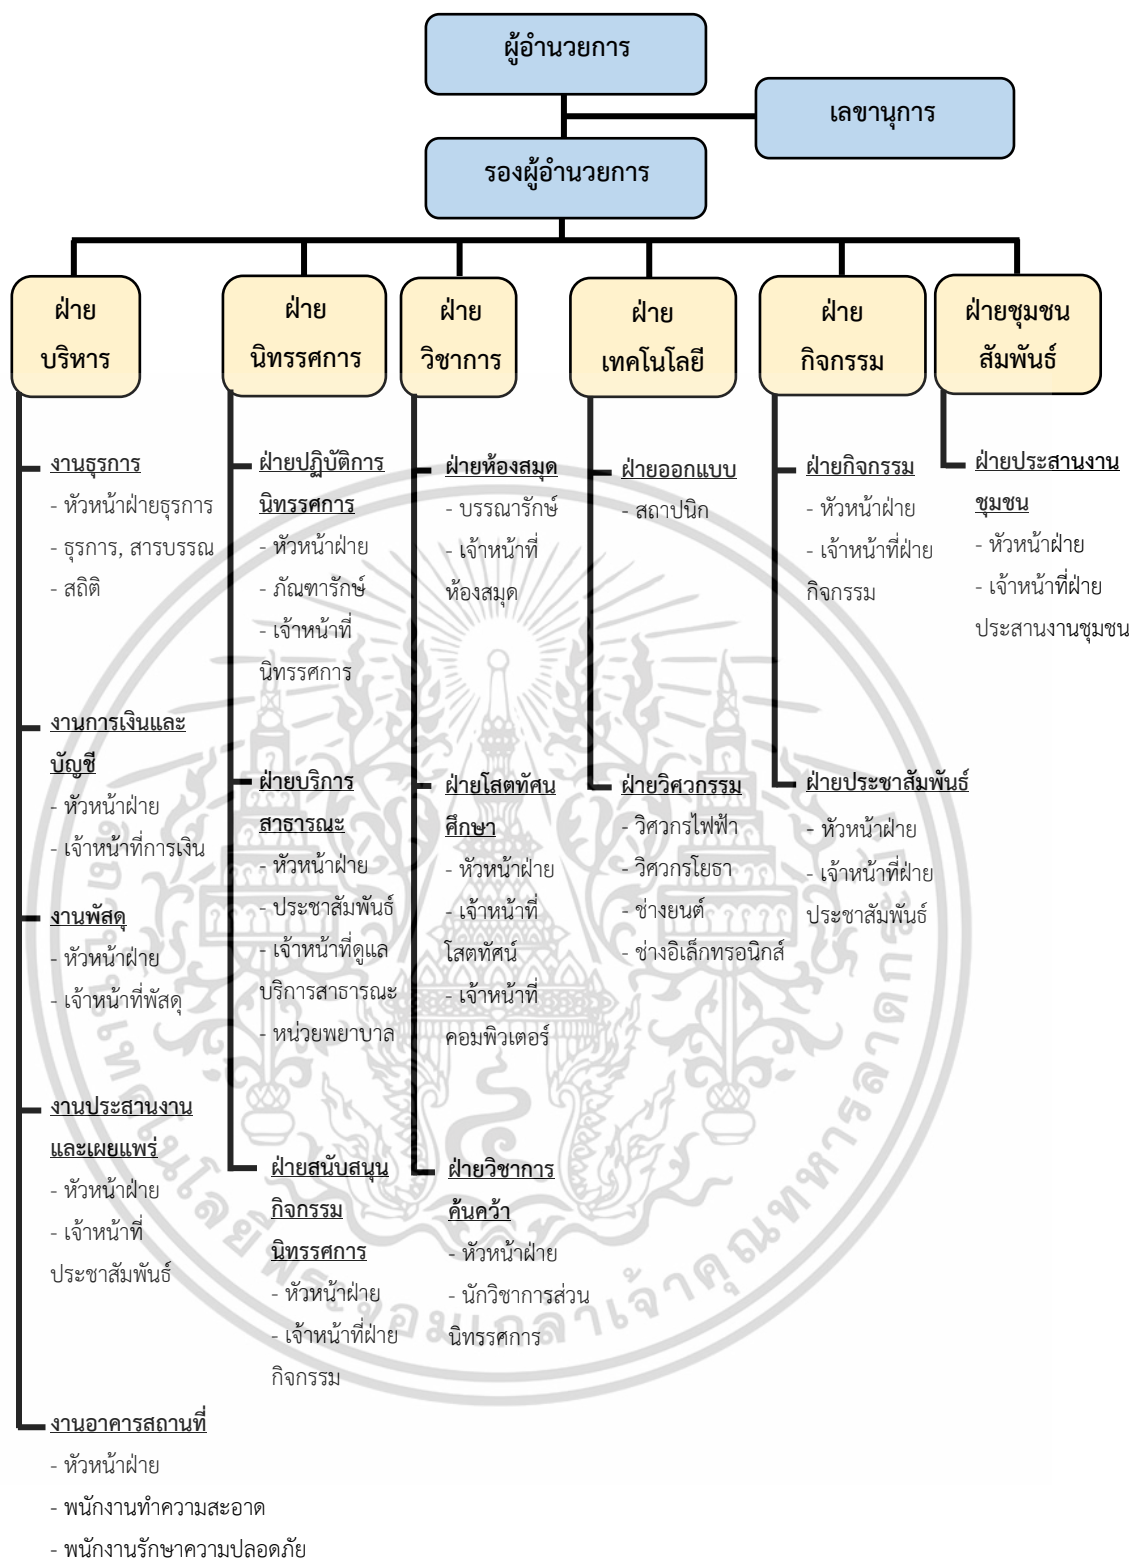 ผู้อำนวยการ
เลขานุการ
รองผู้อำนวยการ
ฝ่าย
บริหาร
ฝ่าย
นิทรรศการ
ฝ่าย
วิชาการ
ฝ่าย
เทคโนโลยี
ฝ่าย
กิจกรรม
ฝ่ายชุมชน
สัมพันธ์
งานธุรการ
- หัวหน้าฝ่ายธุรการ
- ธุรการ, สารบรรณ
- สถิติ
งานการเงินและ
บัญชี
- หัวหน้าฝ่าย
- เจ้าหน้าที่การเงิน
งานพัสดุ
- หัวหน้าฝ่าย
- เจ้าหน้าที่พัสดุ
งานประสานงาน
และเผยแพร่
- หัวหน้าฝ่าย
- เจ้าหน้าที่
ประชาสัมพันธ์
งานอาคารสถานที่
- หัวหน้าฝ่าย
- พนักงานทำความสะอาด
- พนักงานรักษาความปลอดภัย
ฝ่ายปฏิบัติการ
นิทรรศการ
- หัวหน้าฝ่าย
- ภัณฑารักษ์
- เจ้าหน้าที่
นิทรรศการ
ฝ่ายบริการ
สาธารณะ
- หัวหน้าฝ่าย
- ประชาสัมพันธ์
- เจ้าหน้าที่ดูแล
บริการสาธารณะ
- หน่วยพยาบาล
ฝ่ายสนับสนุน
กิจกรรม
นิทรรศการ
- หัวหน้าฝ่าย
- เจ้าหน้าที่ฝ่าย
กิจกรรม
ฝ่ายห้องสมุด
- บรรณารักษ์
- เจ้าหน้าที่
ห้องสมุด
ฝ่ายโสตทัศน
ศึกษา
- หัวหน้าฝ่าย
- เจ้าหน้าที่
โสตทัศน์
- เจ้าหน้าที่
คอมพิวเตอร์
ฝ่ายวิชาการ
ค้นคว้า
- หัวหน้าฝ่าย
- นักวิชาการส่วน
นิทรรศการ
ฝ่ายออกแบบ
- สถาปนิก
ฝ่ายวิศวกรรม
- วิศวกรไฟฟ้า
- วิศวกรโยธา
- ช่างยนต์
- ช่างอิเล็กทรอนิกส์
ฝ่ายกิจกรรม
- หัวหน้าฝ่าย
- เจ้าหน้าที่ฝ่าย
กิจกรรม
ฝ่ายประชาสัมพันธ์
- หัวหน้าฝ่าย
- เจ้าหน้าที่ฝ่าย
ประชาสัมพันธ์
ฝ่ายประสานงาน
ชุมชน
- หัวหน้าฝ่าย
- เจ้าหน้าที่ฝ่าย
ประสานงานชุมชน